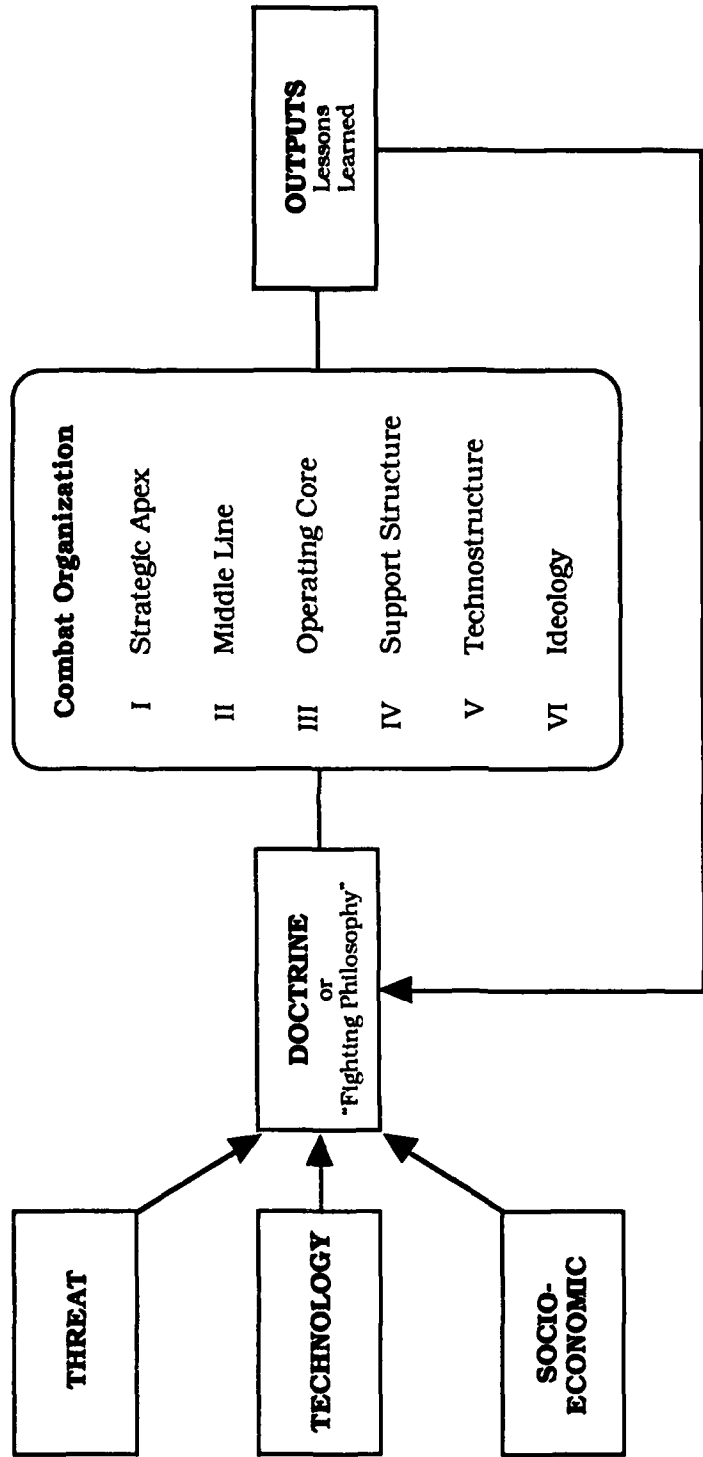 THREAT
TECHNOLOGY
SOCIO-
ECONOMIC
DOCTRINE
or
"Fighting Philosophy"
Combat Organization
I Strategic Apex
II Middle Line
III Operating Core
IV Support Structure
V Technostructure
VI Ideology
OUTPUTS
Lessons
Learned